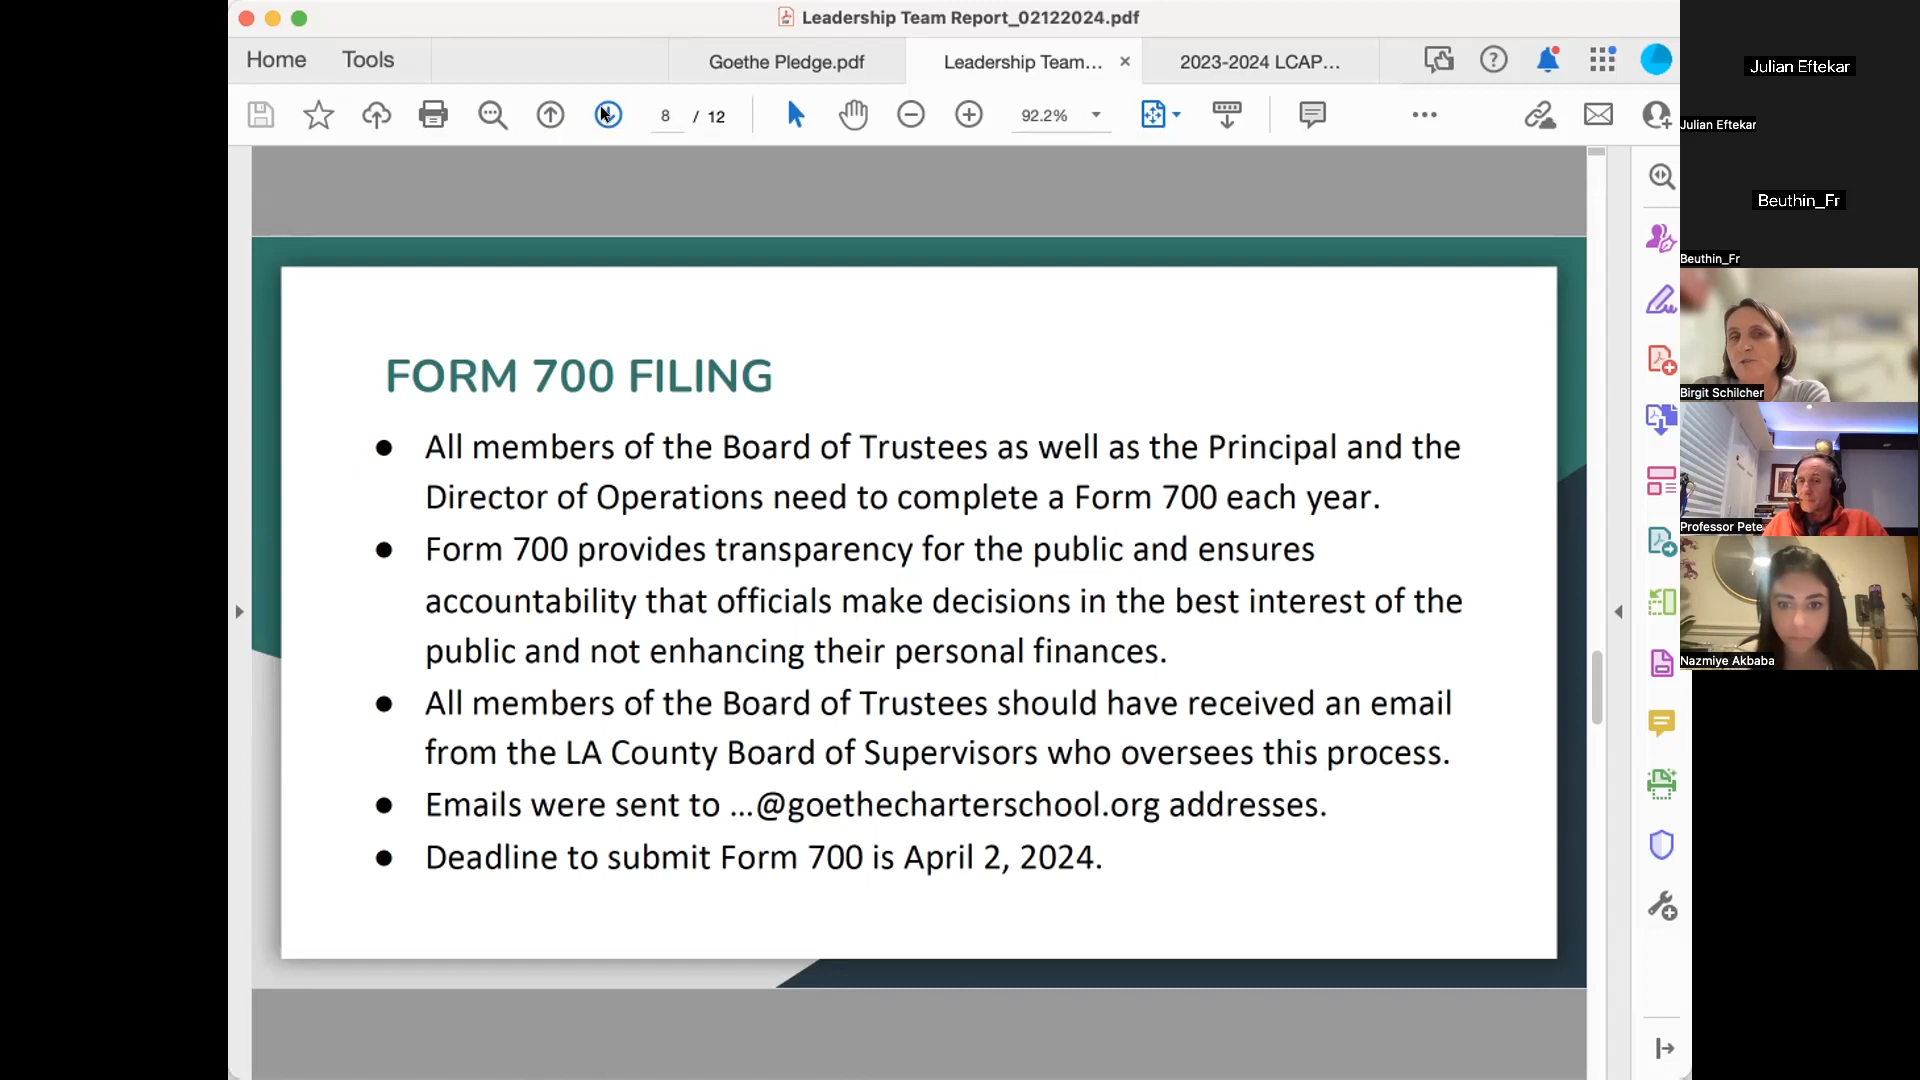 Leadership Team Report_02122024.pdf
Home
Tools
Goethe Pledge.pdf
Leadership Team...
2023-2024 LCAP...
8 / 12
92.2%
FORM 700 FILING
● All members of the Board of Trustees as well as the Principal and the
Director of Operations need to complete a Form 700 each year.
● Form 700 provides transparency for the public and ensures
accountability that officials make decisions in the best interest of the
public and not enhancing their personal finances.
● All members of the Board of Trustees should have received an email
from the LA County Board of Supervisors who oversees this process.
● Emails were sent to …@goethecharterschool.org addresses.
● Deadline to submit Form 700 is April 2, 2024.
Julian Eftekar
Julian Eftekar
Beuthin_Fr
Beuthin_Fr
Birgit Schilcher
Professor Pete
Nazmiye Akbaba